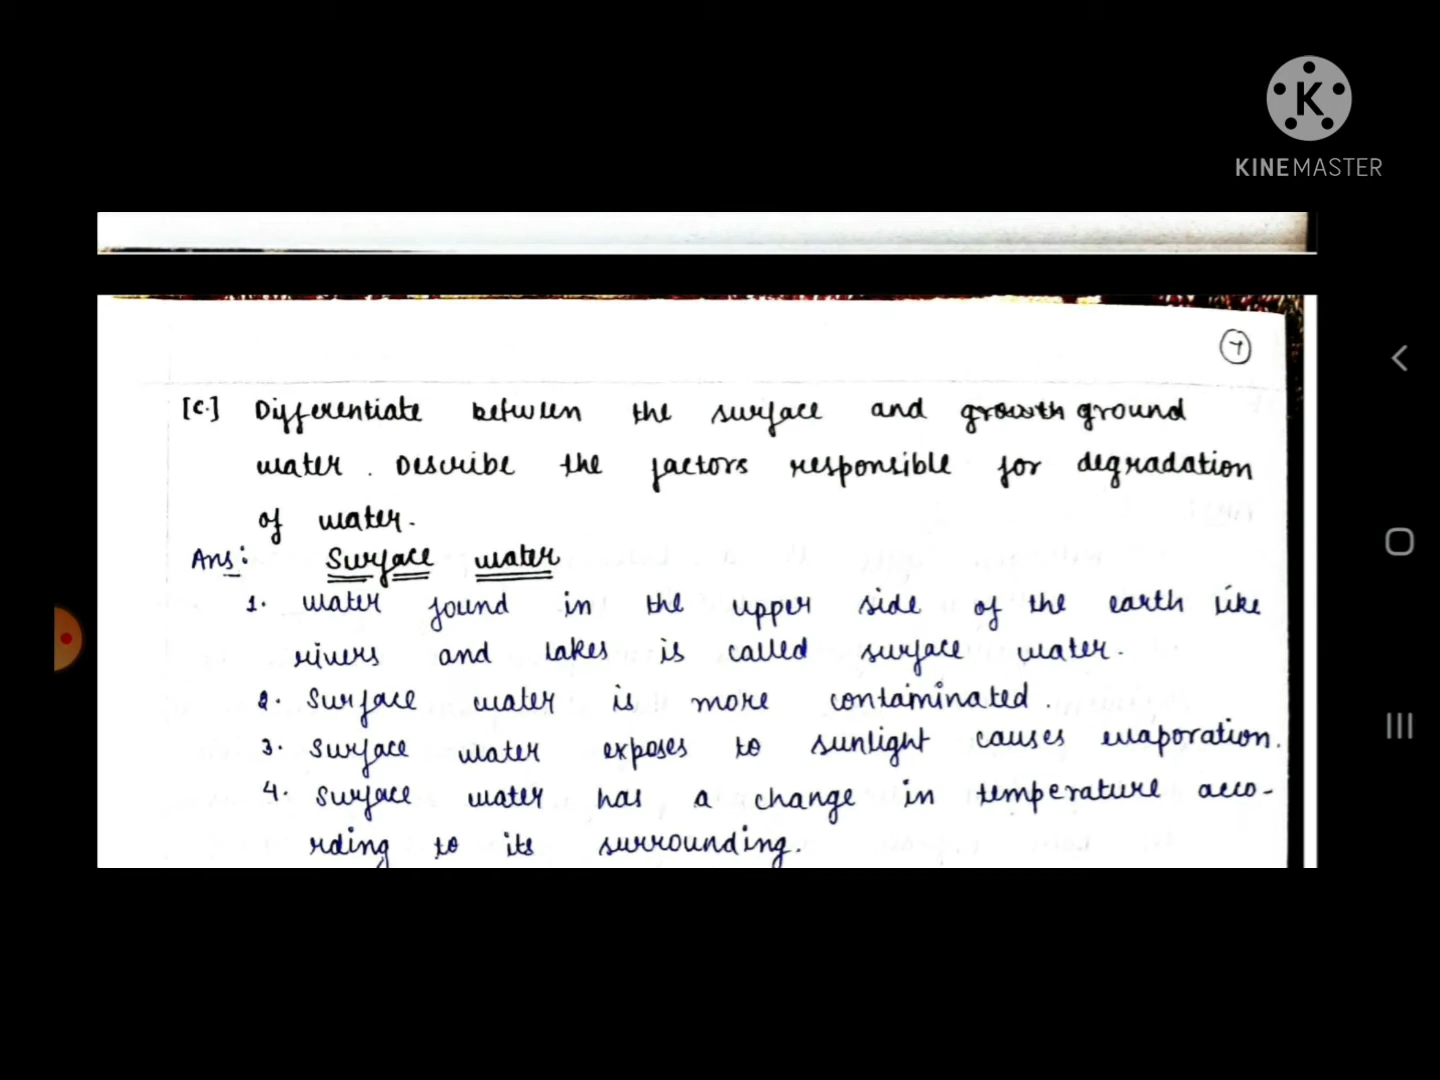 K
KINEMASTER
7
[C.] Differentiate between the surface and growth ground
water. Describe the factors responsible for degradation
of water.
Ans: Surface water
1. water found in the upper side of the earth like
rivers and lakes is called surface water.
2. Surface water is more contaminated.
3. Surface water exposes to sunlight causes evaporation.
4. Surface water has a change in temperature acco-
rding to its surrounding.